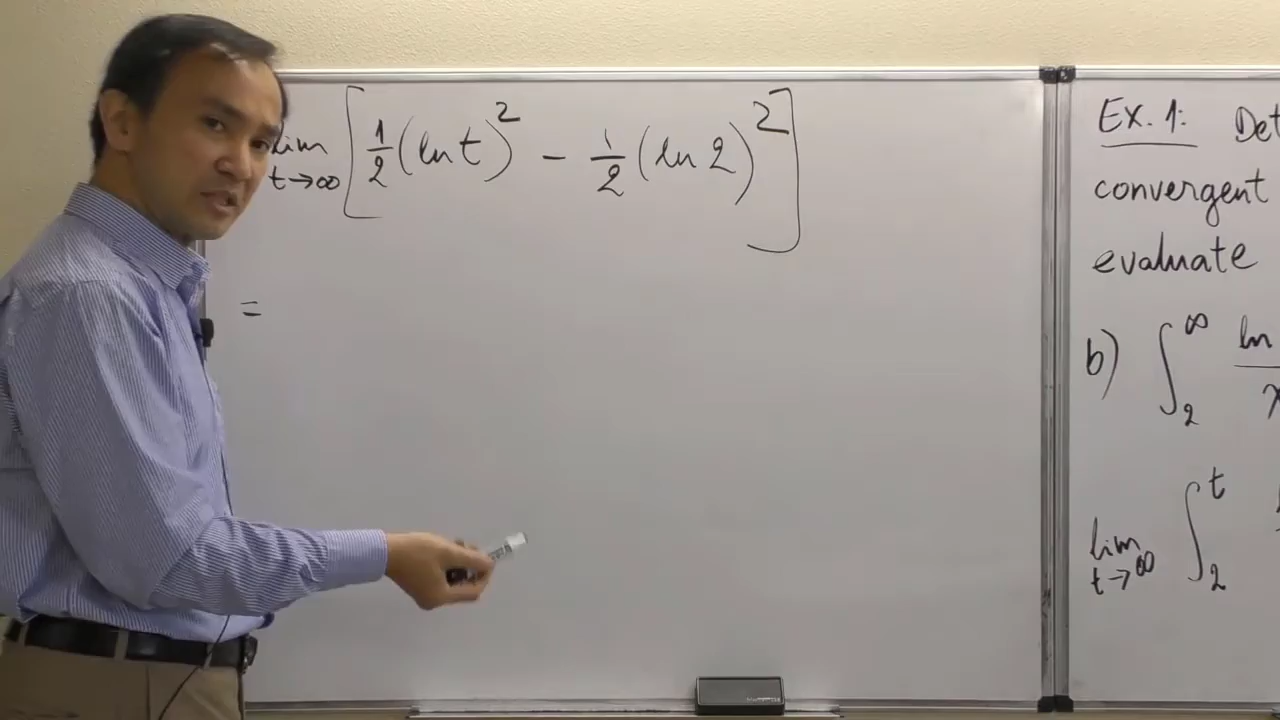 lim t→∞ [ 1/2 (ln t)² - 1/2 (ln 2)² ]
=
Ex. 1: Det
convergent
evaluate
b) ∫₂^∞ ln / x
lim t→∞ ∫₂^t